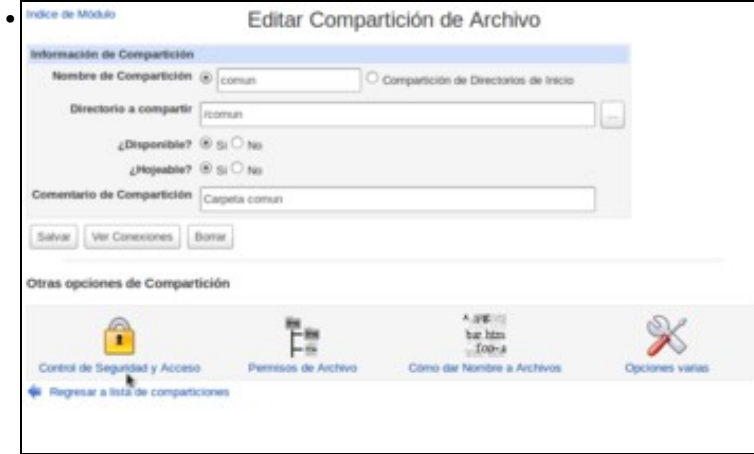 Indice de Módulo
Editar Compartición de Archivo
Información de Compartición
Nombre de Compartición comun Compartición de Directorios de Inicio
Directorio a compartir /comun ...
¿Disponible? Si No
¿Hojeable? Si No
Comentario de Compartición Carpeta comun
Salvar Ver Conexiones Borrar
Otras opciones de Compartición
bar.htm
Control de Seguridad y Acceso Permisos de Archivo Cómo dar Nombre a Archivos Opciones varias
Regresar a lista de comparticiones